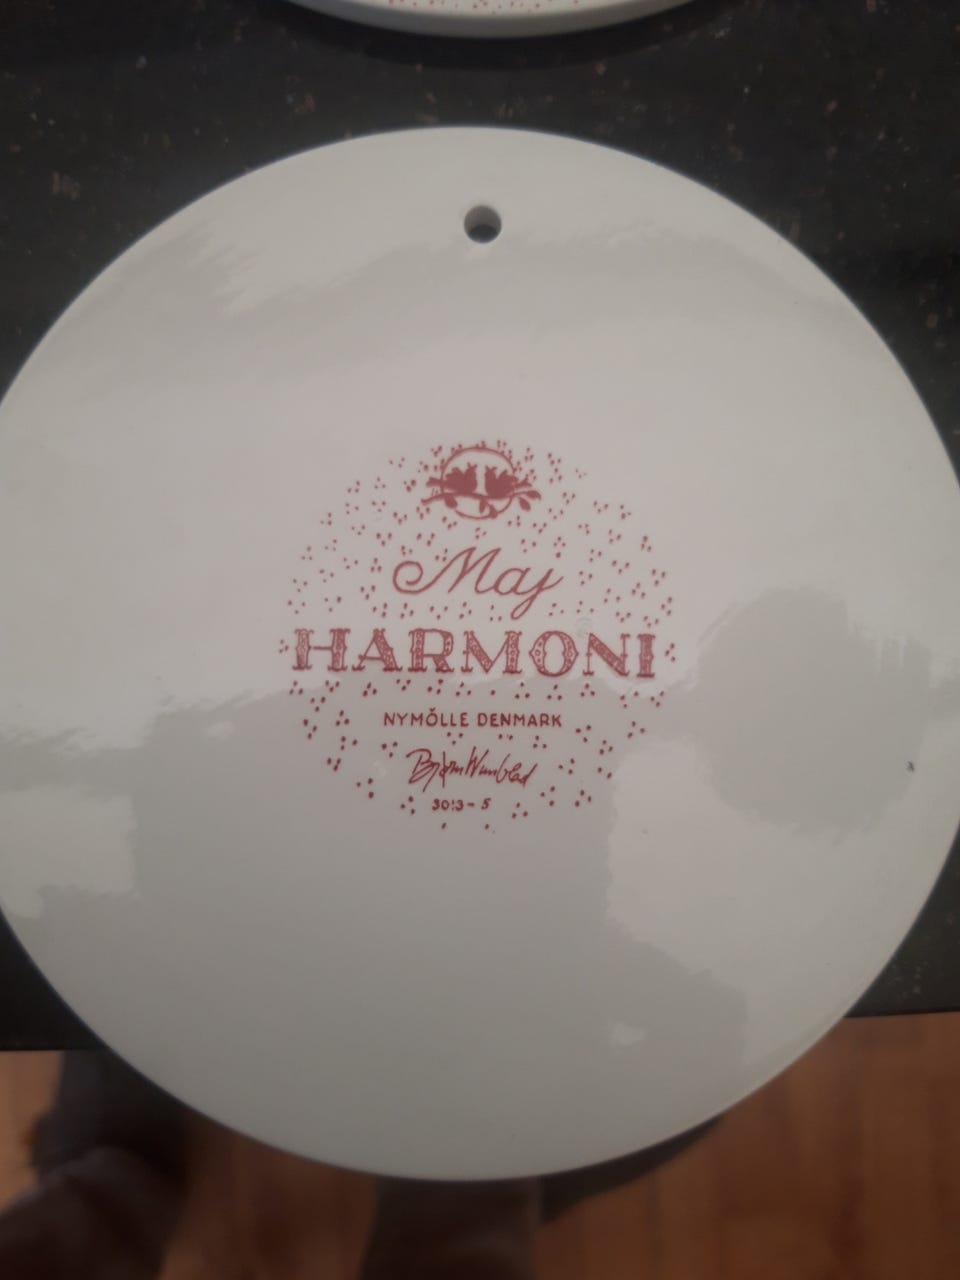 Maj
HARMONI
NYMÖLLE DENMARK
Bjørn Wiinblad
3013-5